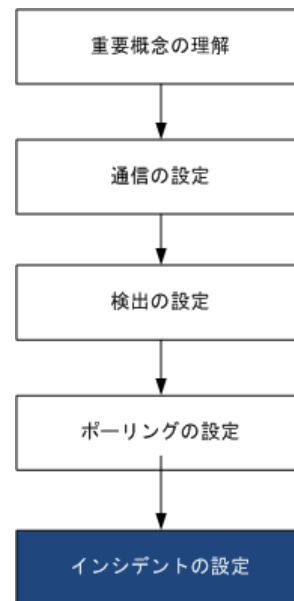 重要概念の理解
通信の設定
検出の設定
ポーリングの設定
インシデントの設定